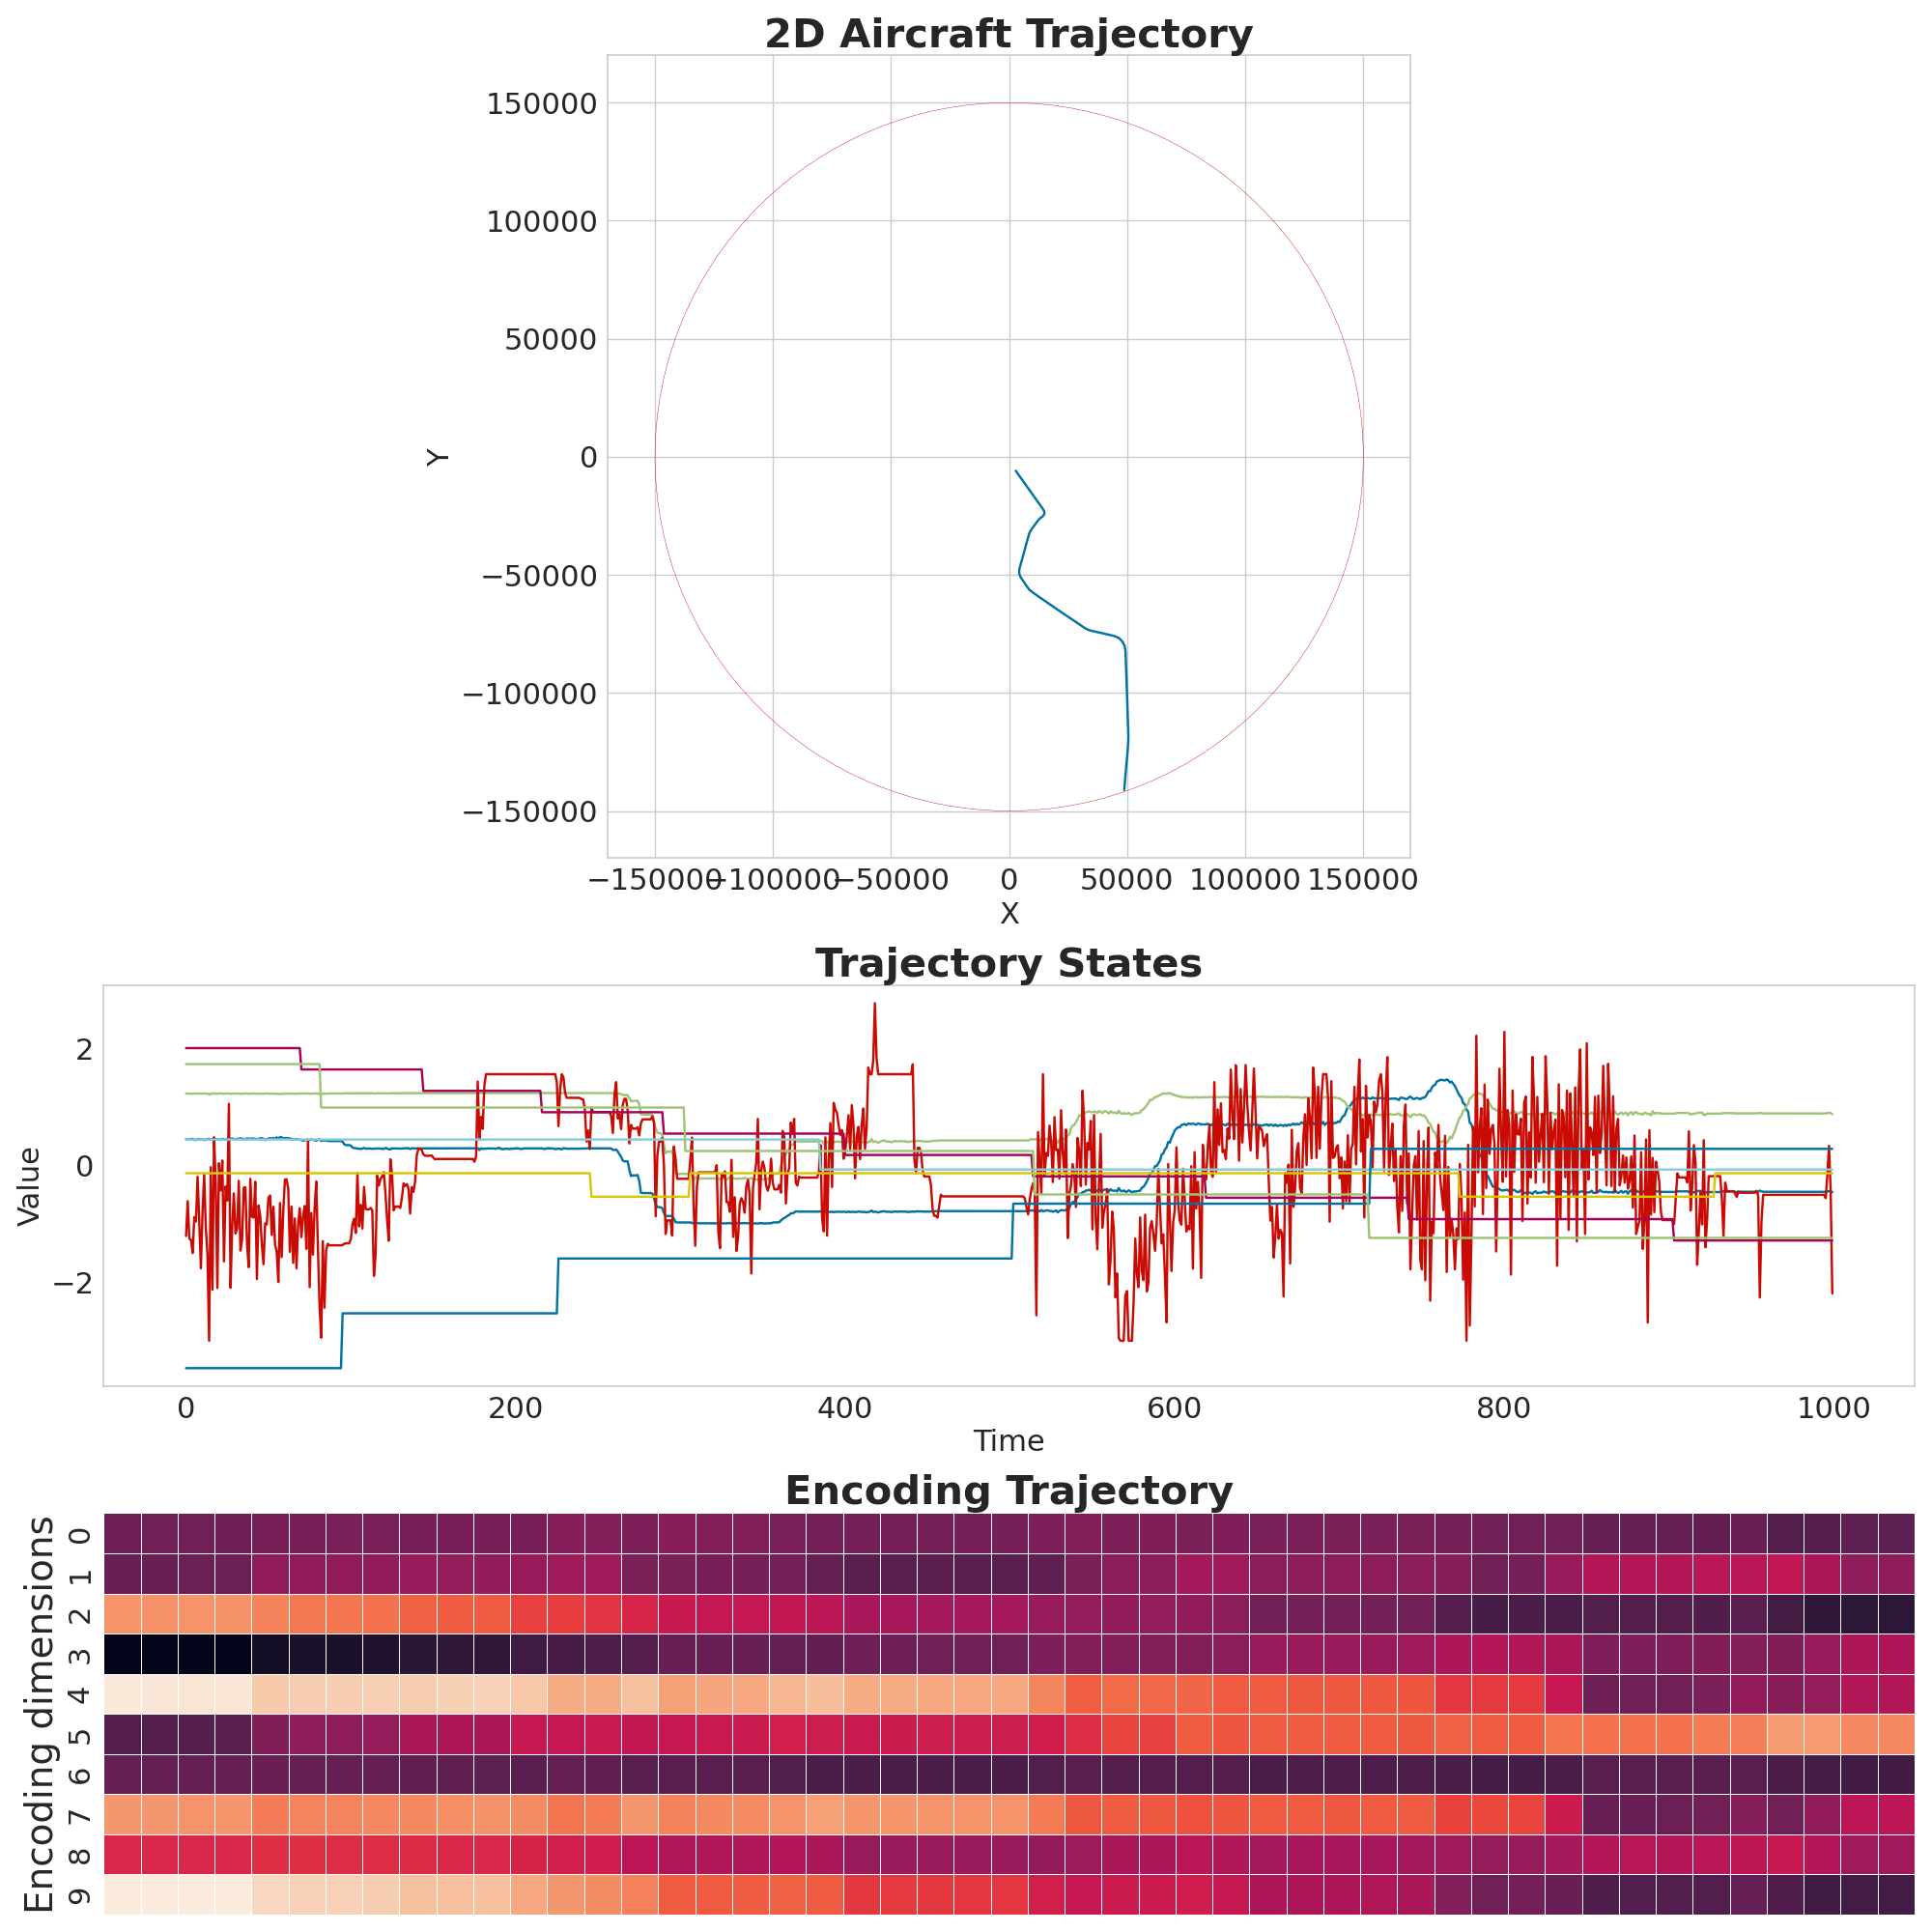 2D Aircraft Trajectory
150000
100000
50000
0
−50000
−100000
−150000
Y
−150000 −100000 −50000 0 50000 100000 150000
X
Trajectory States
2
0
−2
Value
0 200 400 600 800 1000
Time
Encoding Trajectory
0
1
2
3
4
5
6
7
8
9
Encoding dimensions